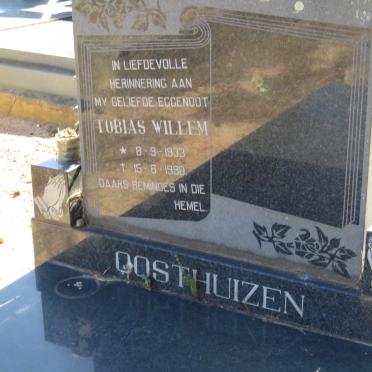 IN LIEFDEVOLLE
HERINNERING AAN
MY GELIEFDE EGGENOOT
TOBIAS WILLEM
* 8-9-1933
† 15-6-1990
DAARS BEMINDES IN DIE
HEMEL
OOSTHUIZEN